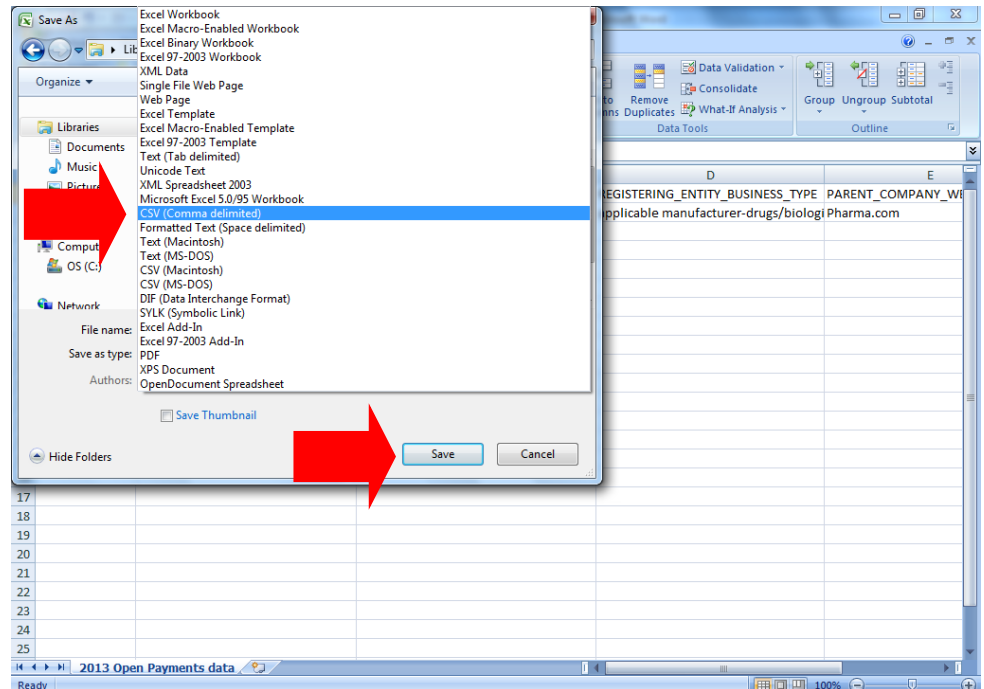 Save As
Lib
Organize
Libraries
Documents
Music
OS (C:)
Network
File name:
Save as type:
Authors:
Excel Workbook
Excel Macro-Enabled Workbook
Excel Binary Workbook
Excel 97-2003 Workbook
XML Data
Single File Web Page
Web Page
Excel Template
Excel Macro-Enabled Template
Excel 97-2003 Template
Text (Tab delimited)
Unicode Text
XML Spreadsheet 2003
Microsoft Excel 5.0/95 Workbook
CSV (Comma delimited)
Formatted Text (Space delimited)
Text (Macintosh)
Text (MS-DOS)
CSV (Macintosh)
CSV (MS-DOS)
DIF (Data Interchange Format)
SYLK (Symbolic Link)
Excel Add-In
Excel 97-2003 Add-In
PDF
XPS Document
OpenDocument Spreadsheet
Save Thumbnail
Hide Folders
Save
Cancel
Remove
Duplicates
Data Validation
Consolidate
What-If Analysis
Data Tools
Group Ungroup Subtotal
Outline
D E
REGISTERING_ENTITY_BUSINESS_TYPE PARENT_COMPANY_WE
applicable manufacturer-drugs/biologi Pharma.com
17
18
19
20
21
22
23
24
25
2013 Open Payments data
Ready
100%